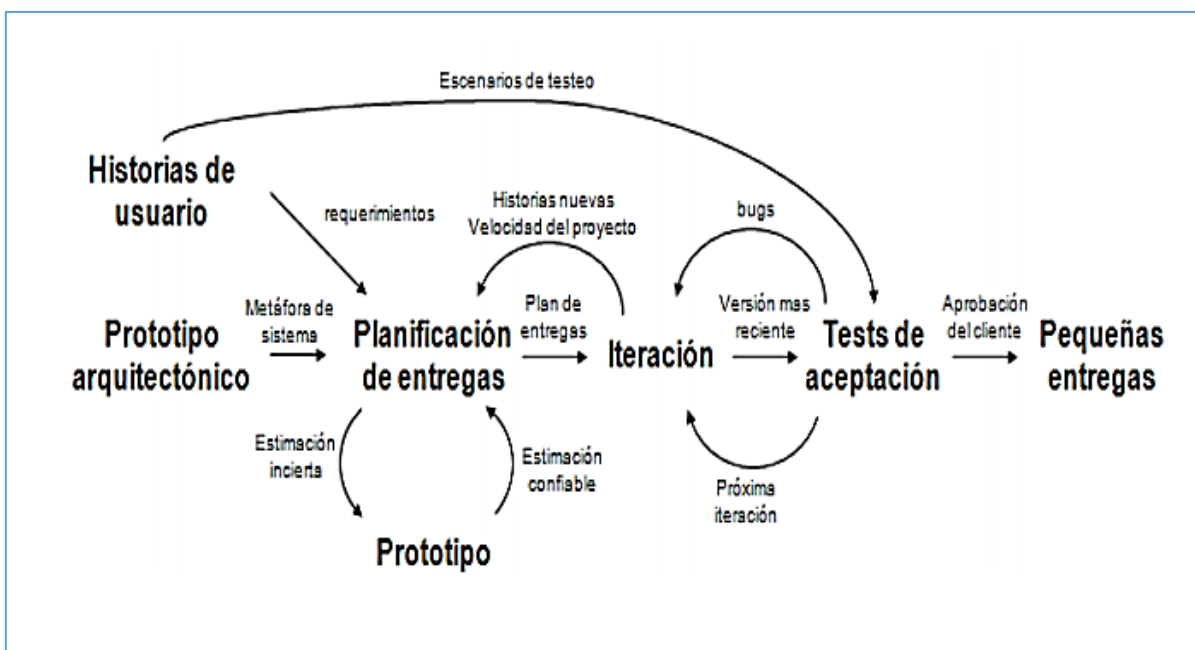 Escenarios de testeo
Historias de
usuario
requerimientos
Historias nuevas
Velocidad del proyecto
bugs
Prototipo
arquitectónico
Metáfora de
sistema
Planificación
de entregas
Plan de
entregas
Iteración
Versión mas
reciente
Tests de
aceptación
Aprobación
del cliente
Pequeñas
entregas
Estimación
incierta
Estimación
confiable
Próxima
iteración
Prototipo